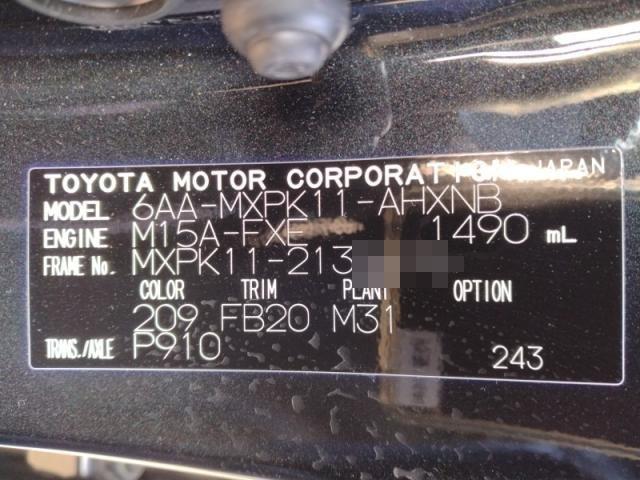 TOYOTA MOTOR CORPORATION JAPAN
MODEL 6AA-MXPK11-AHXNB
ENGINE M15A-FXE 1490 mL
FRAME No. MXPK11-213
COLOR TRIM PLANT OPTION
209 FB20 M31
TRANS./AXLE P910 243